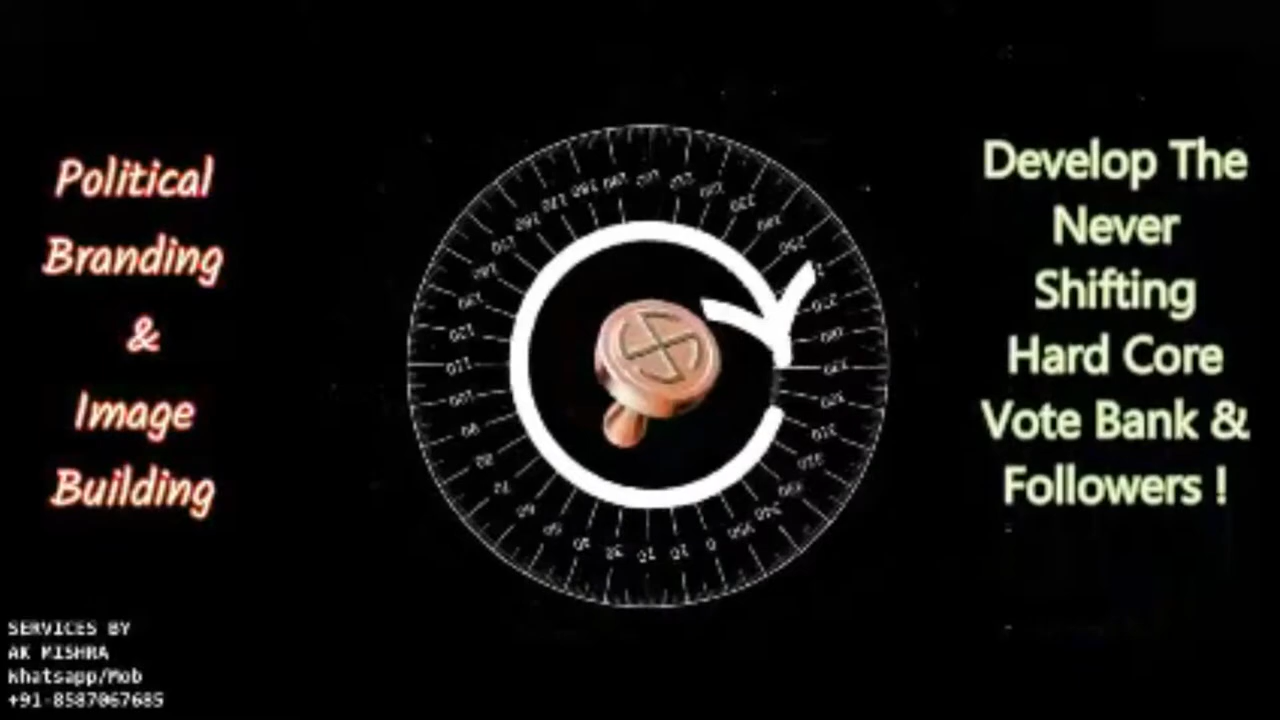 Political
Branding
&
Image
Building
Develop The
Never
Shifting
Hard Core
Vote Bank &
Followers !
SERVICES BY
AK MISHRA
Whatsapp/Mob
+91-8587067685